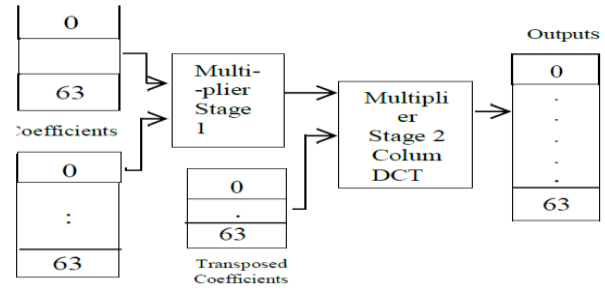 0
63
Coefficients
0
:
63
Multi-
-plier
Stage
1
0
.
63
Transposed
Coefficients
Multipli
er
Stage 2
Colum
DCT
Outputs
0
.
.
.
.
.
63